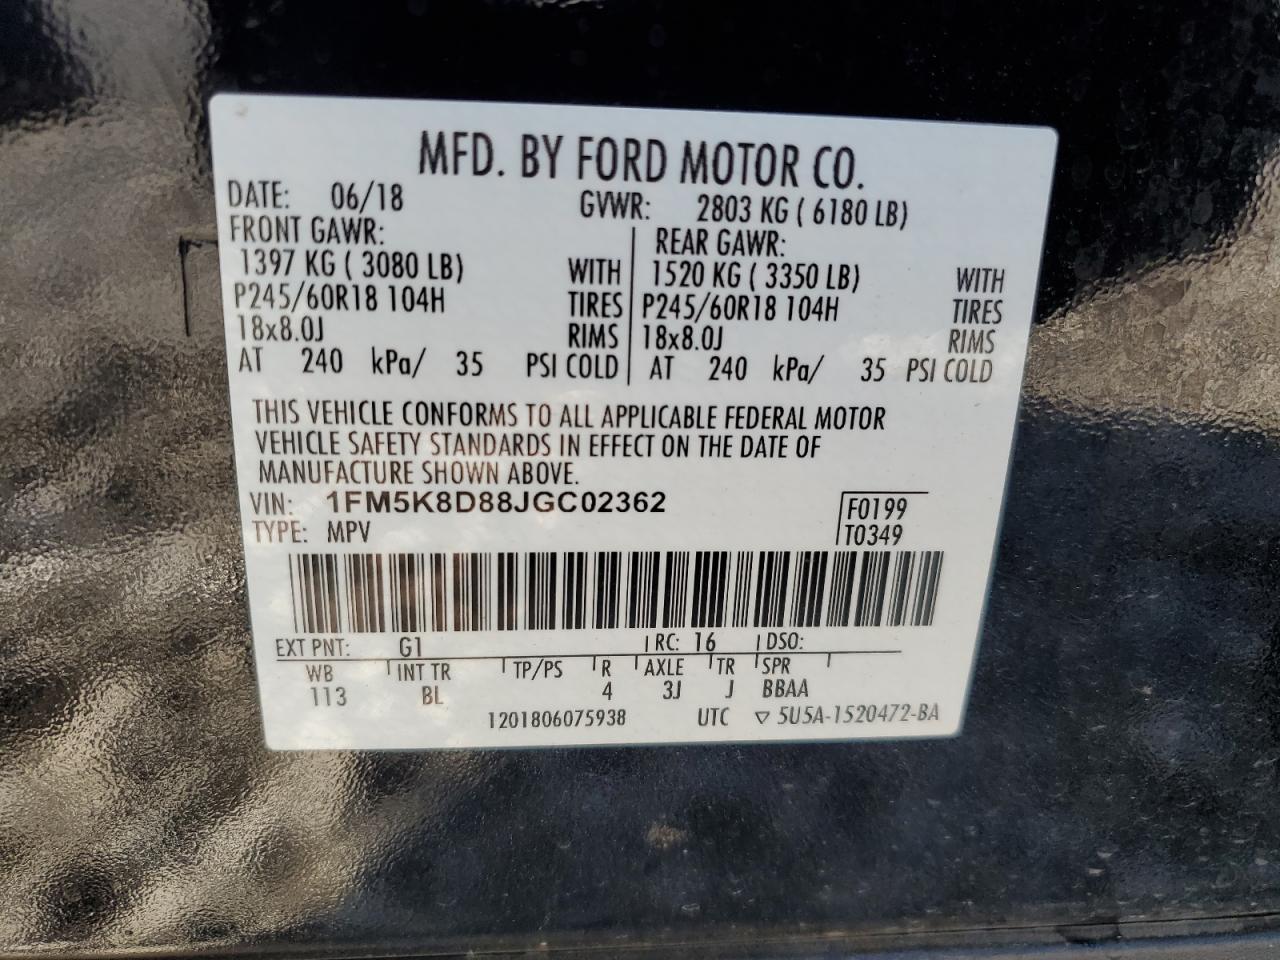 MFD. BY FORD MOTOR CO.
DATE: 06/18 GVWR: 2803 KG ( 6180 LB)
FRONT GAWR: REAR GAWR:
1397 KG ( 3080 LB) WITH 1520 KG ( 3350 LB) WITH
P245/60R18 104H TIRES P245/60R18 104H TIRES
18x8.0J RIMS 18x8.0J RIMS
AT 240 kPa/ 35 PSI COLD AT 240 kPa/ 35 PSI COLD
THIS VEHICLE CONFORMS TO ALL APPLICABLE FEDERAL MOTOR
VEHICLE SAFETY STANDARDS IN EFFECT ON THE DATE OF
MANUFACTURE SHOWN ABOVE.
VIN: 1FM5K8D88JGC02362 F0199
TYPE: MPV T0349
EXT PNT: G1 RC: 16 DSO:
WB INT TR TP/PS R AXLE TR SPR
113 BL 4 3J J BBAA
1201806075938 UTC ▽ 5U5A-1520472-BA